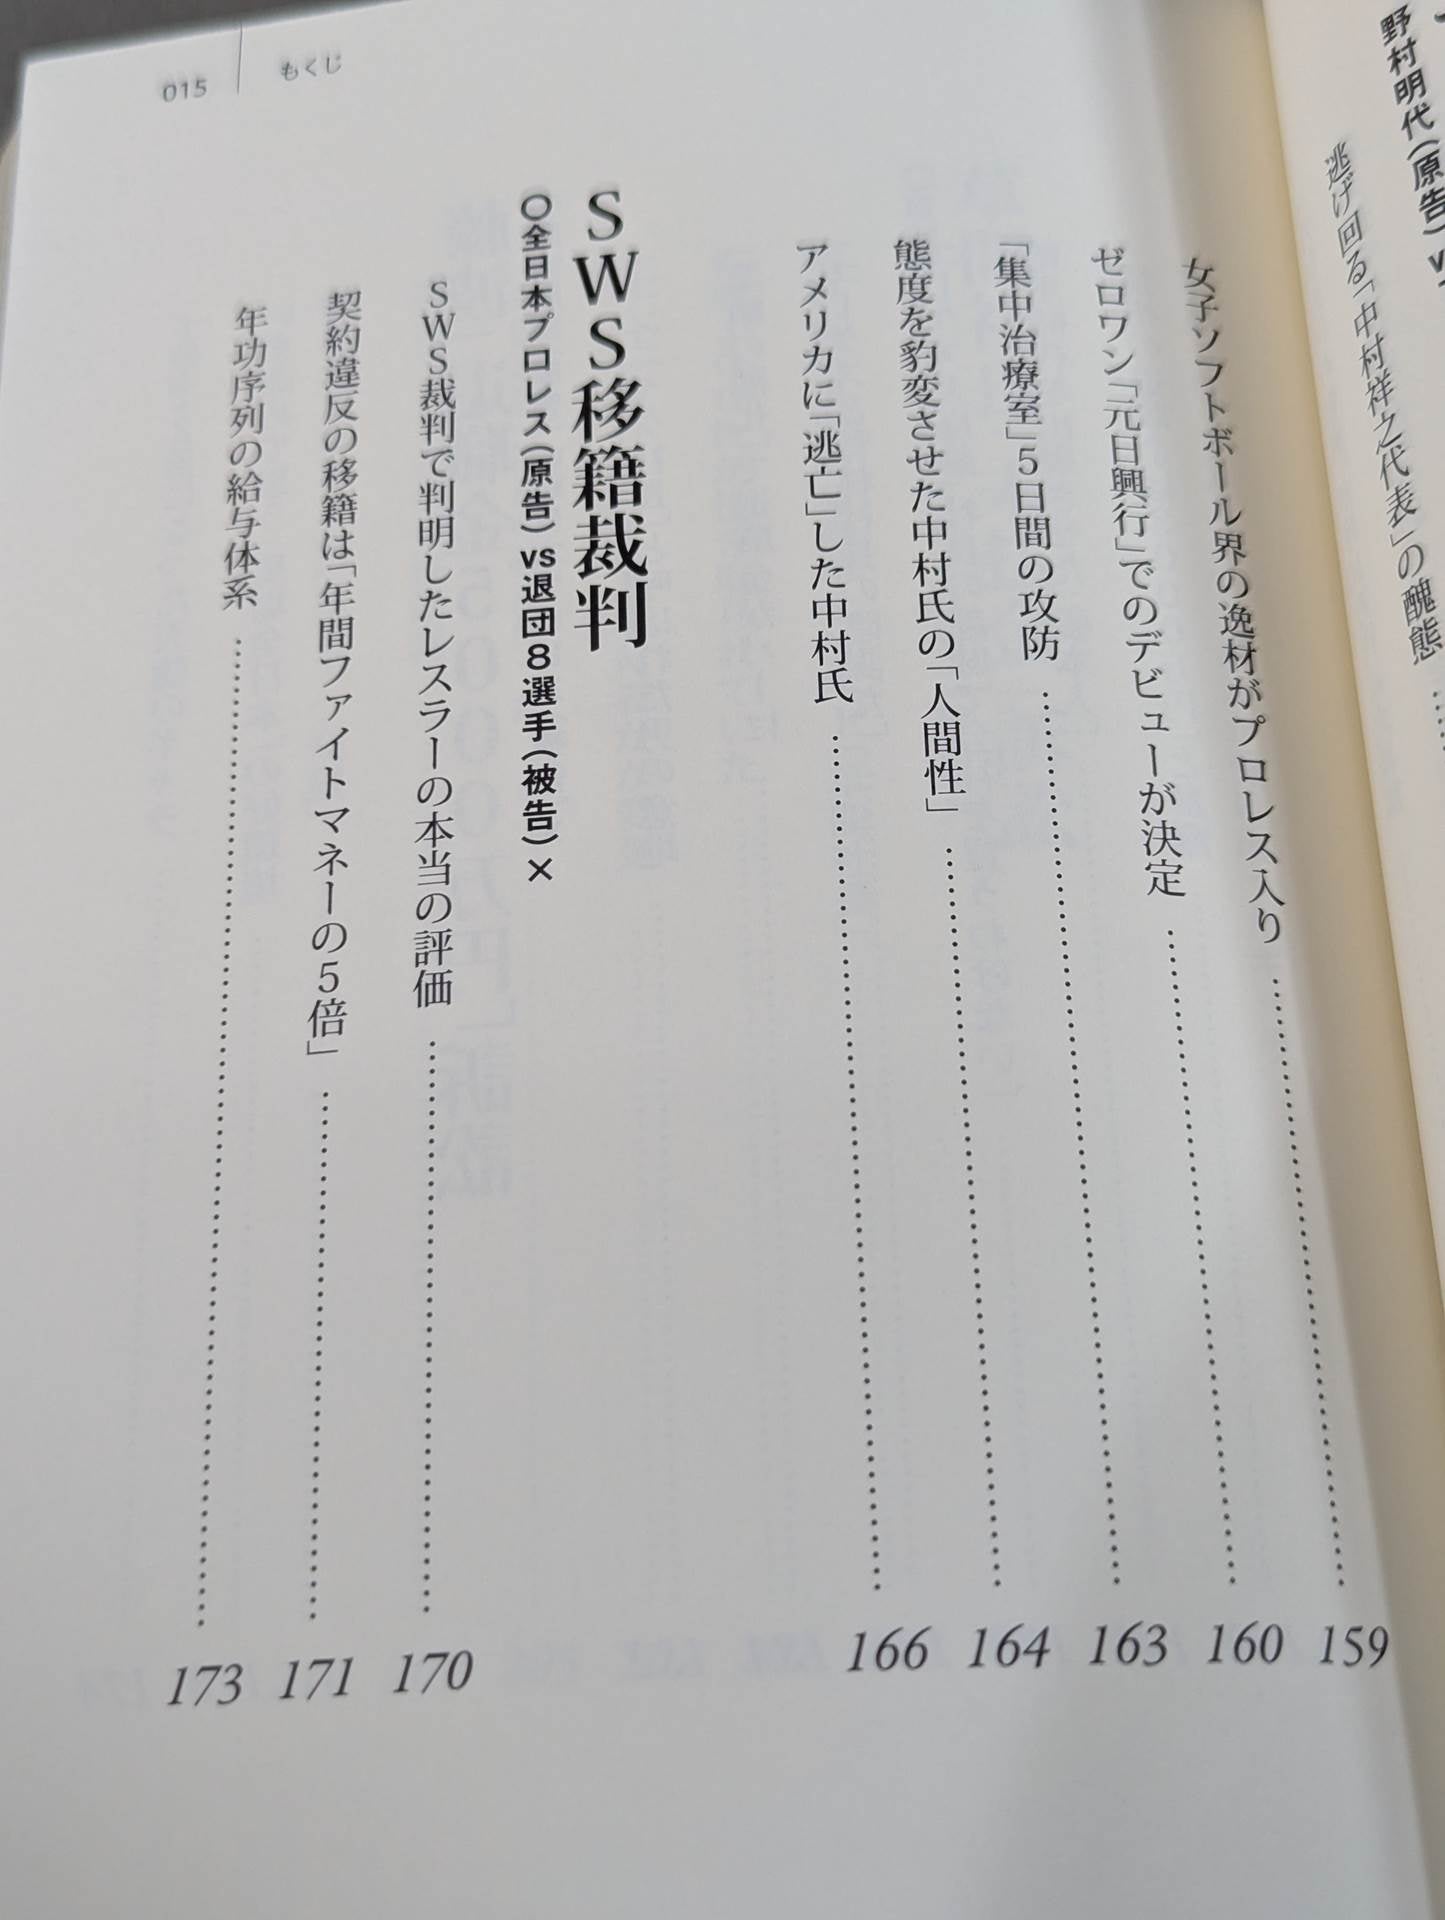 野村明代(原告)
逃げ回る「中村祥之代表」の醜態
女子ソフトボール界の逸材がプロレス入り……159
ゼロワン「元日興行」でのデビューが決定……160
「集中治療室」5日間の攻防……163
態度を豹変させた中村氏の「人間性」……164
アメリカに「逃亡」した中村氏……166
SWS移籍裁判
○全日本プロレス(原告)vs退団8選手(被告)×
SWS裁判で判明したレスラーの本当の評価……170
契約違反の移籍は「年間ファイトマネーの5倍」……171
年功序列の給与体系……173
もくじ
015